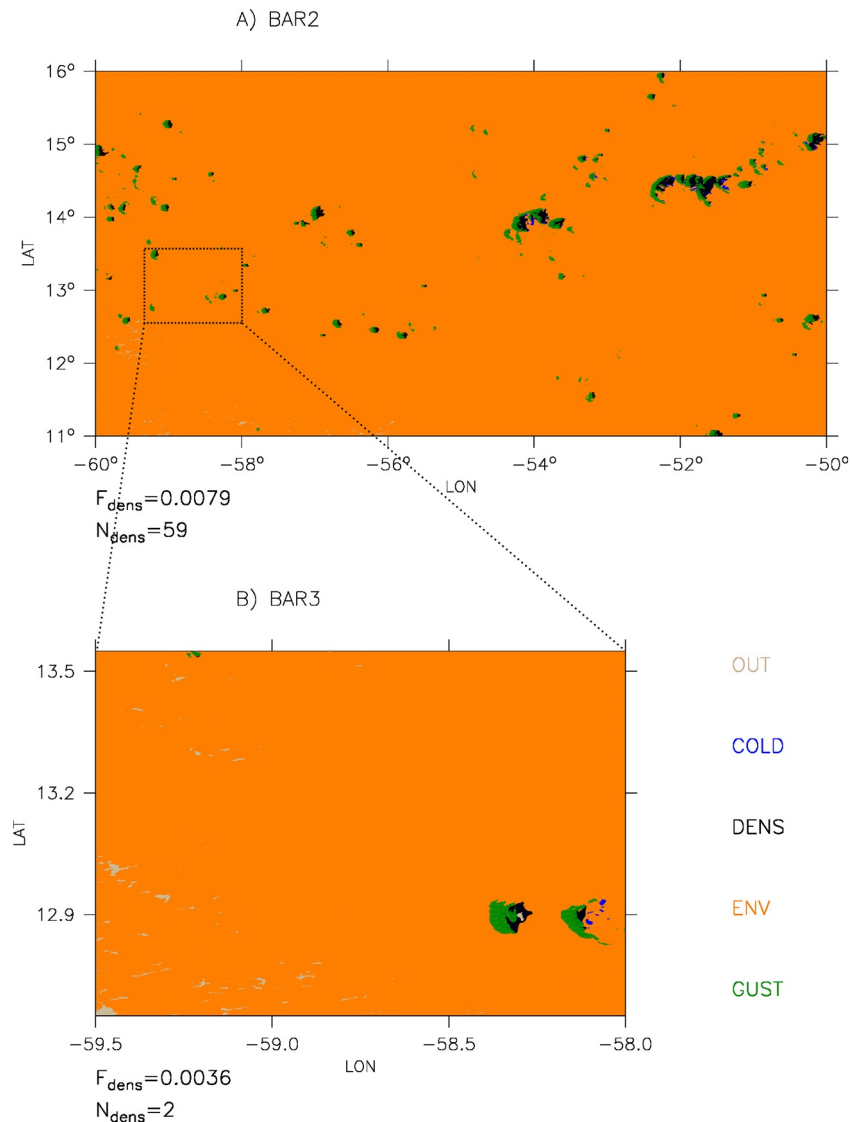 A) BAR2
16°
15°
14°
13°
12°
11°
LAT
−60° −58° −56° −54° −52° −50°
LON
F_dens=0.0079
N_dens=59
B) BAR3
13.5
13.2
12.9
LAT
−59.5 −59.0 −58.5 −58.0
LON
F_dens=0.0036
N_dens=2
OUT
COLD
DENS
ENV
GUST